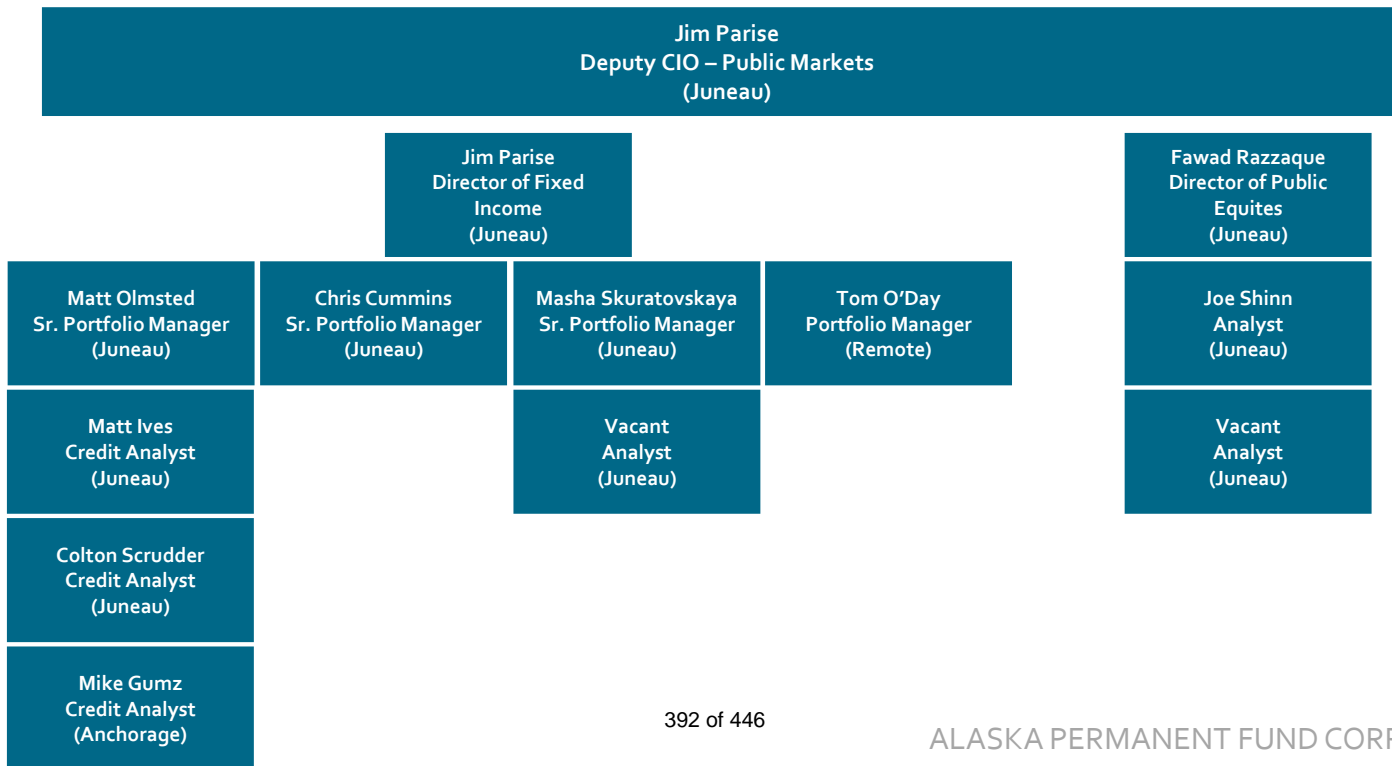 Jim Parise
Deputy CIO – Public Markets
(Juneau)
Jim Parise
Director of Fixed
Income
(Juneau)
Fawad Razzaque
Director of Public
Equites
(Juneau)
Matt Olmsted
Sr. Portfolio Manager
(Juneau)
Chris Cummins
Sr. Portfolio Manager
(Juneau)
Masha Skuratovskaya
Sr. Portfolio Manager
(Juneau)
Tom O’Day
Portfolio Manager
(Remote)
Joe Shinn
Analyst
(Juneau)
Matt Ives
Credit Analyst
(Juneau)
Vacant
Analyst
(Juneau)
Vacant
Analyst
(Juneau)
Colton Scrudder
Credit Analyst
(Juneau)
Mike Gumz
Credit Analyst
(Anchorage)
392 of 446
ALASKA PERMANENT FUND CORP